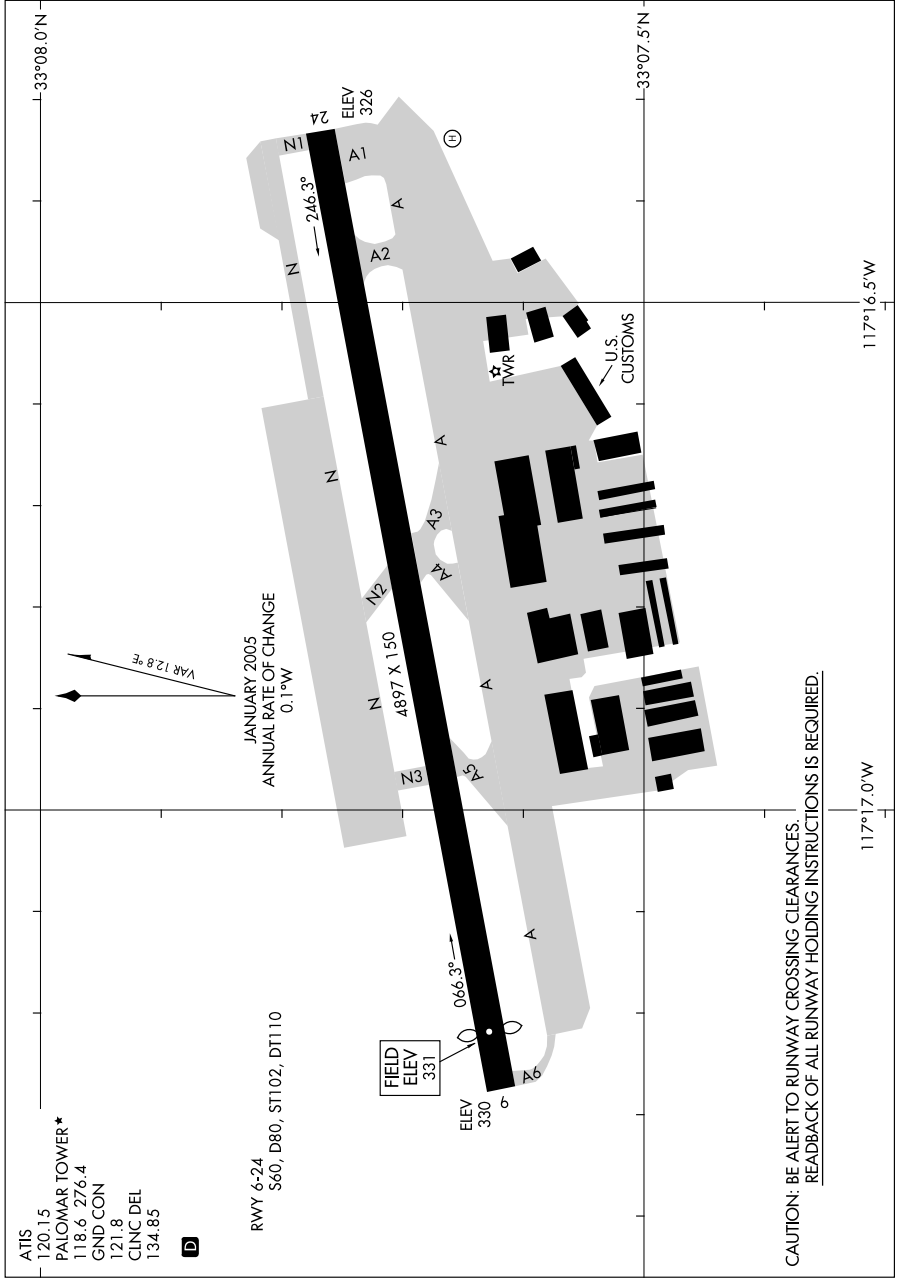 ATIS
120.15
PALOMAR TOWER★
118.6 276.4
GND CON
121.8
CLNC DEL
134.85
D
RWY 6-24
S60, D80, ST102, DT110
JANUARY 2005
ANNUAL RATE OF CHANGE
0.1°W
VAR 12.8°E
33°08.0'N
33°07.5'N
117°17.0'W
117°16.5'W
FIELD
ELEV
331
ELEV
330
6
066.3°
4897 X 150
246.3°
24
ELEV
326
N
N
N
N1
N2
N3
A
A
A
A
A1
A2
A3
A4
A5
A6
H
TWR
U.S.
CUSTOMS
CAUTION: BE ALERT TO RUNWAY CROSSING CLEARANCES.
READBACK OF ALL RUNWAY HOLDING INSTRUCTIONS IS REQUIRED.